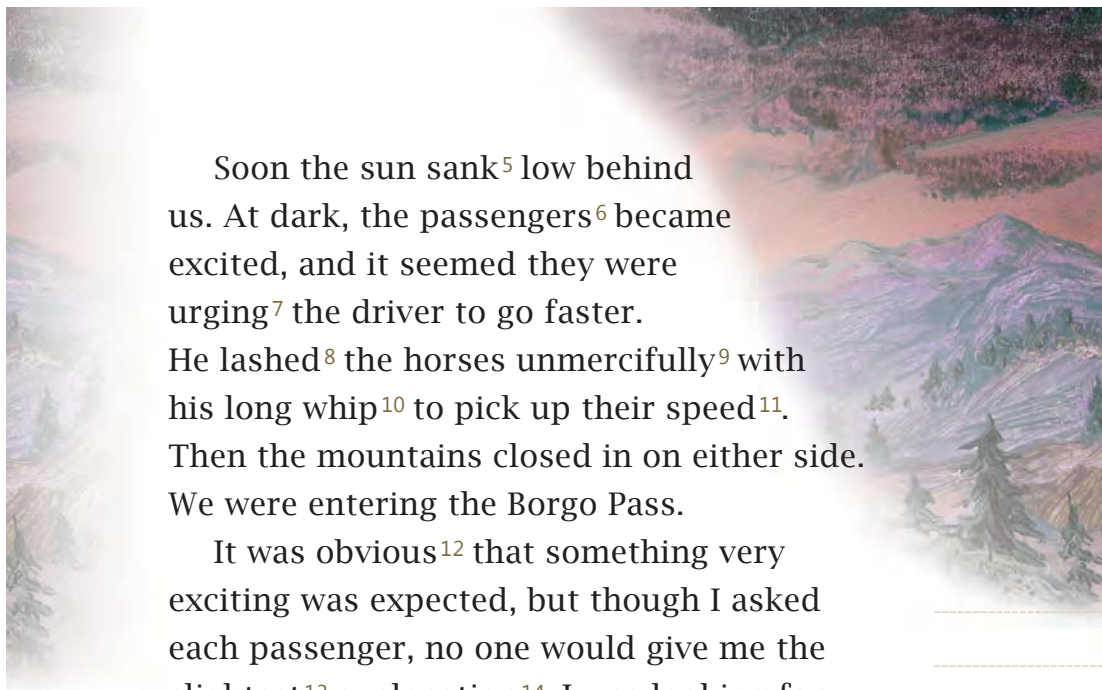 Soon the sun sank5 low behind
us. At dark, the passengers6 became
excited, and it seemed they were
urging7 the driver to go faster.
He lashed8 the horses unmercifully9 with
his long whip10 to pick up their speed11.
Then the mountains closed in on either side.
We were entering the Borgo Pass.
It was obvious12 that something very
exciting was expected, but though I asked
each passenger, no one would give me the